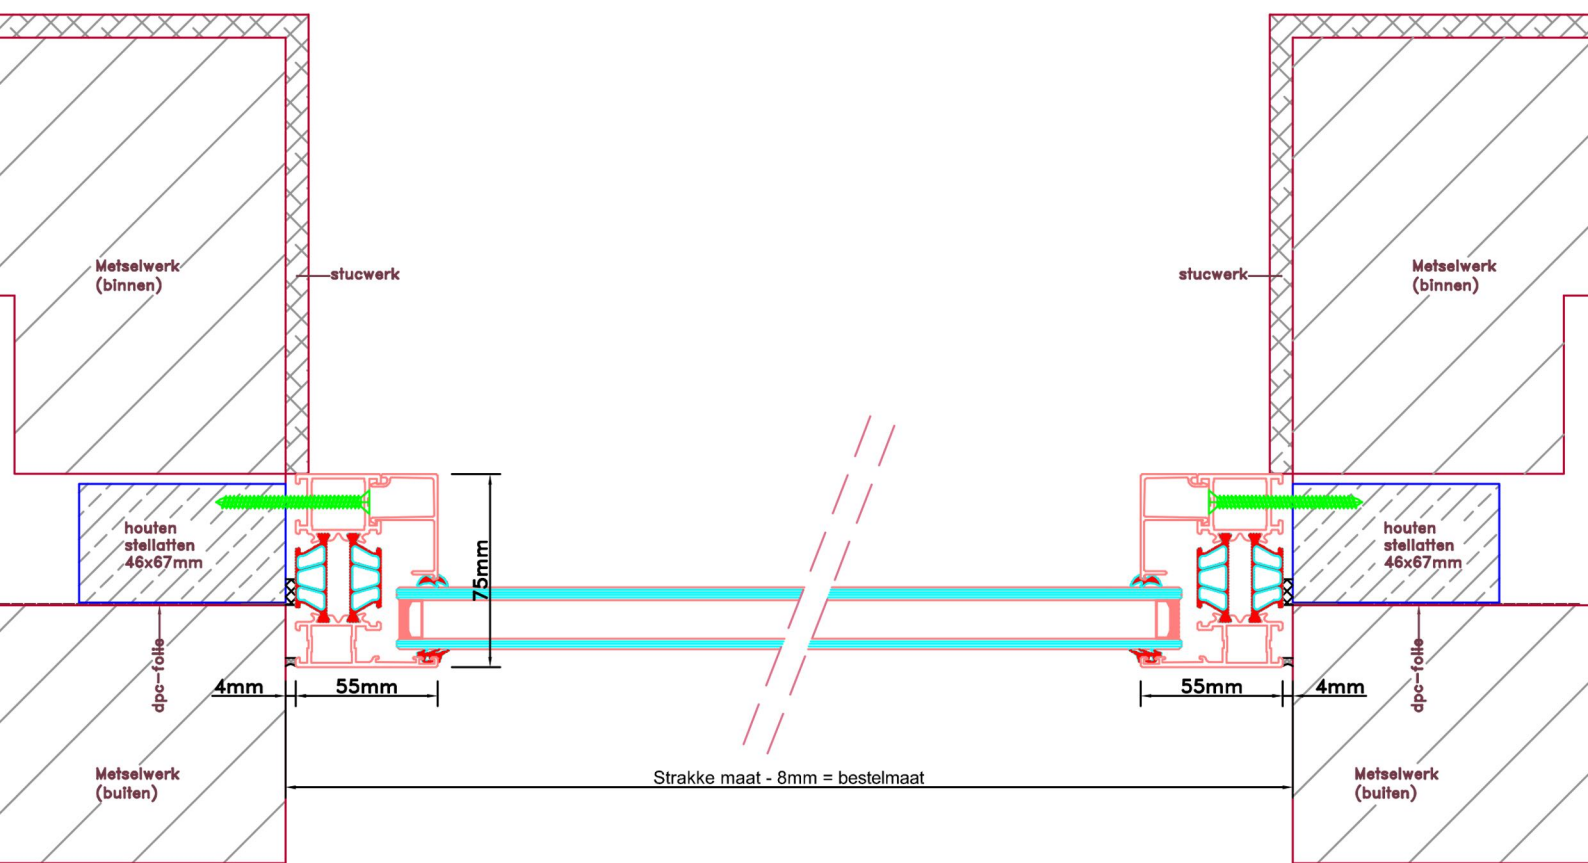 Metselwerk
(binnen)
stucwerk
stucwerk
Metselwerk
(binnen)
houten
stellatten
46x67mm
75mm
houten
stellatten
46x67mm
dpc-folie
4mm
55mm
55mm
4mm
dpc-folie
Metselwerk
(buiten)
Strakke maat - 8mm = bestelmaat
Metselwerk
(buiten)